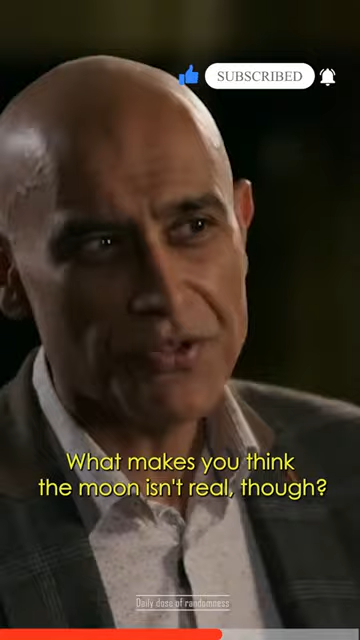 SUBSCRIBED
What makes you think
the moon isn't real, though?
Daily dose of randomness